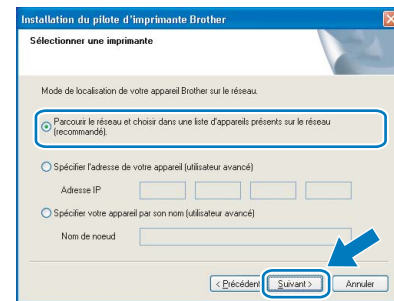 Installation du pilote d'imprimante Brother
Sélectionner une imprimante
Mode de localisation de votre appareil Brother sur le réseau.
Parcourir le réseau et choisir dans une liste d'appareils présents sur le réseau
(recommandé).
Spécifier l'adresse de votre appareil (utilisateur avancé)
Adresse IP
Spécifier votre appareil par son nom (utilisateur avancé)
Nom de noeud
< Précédent Suivant > Annuler